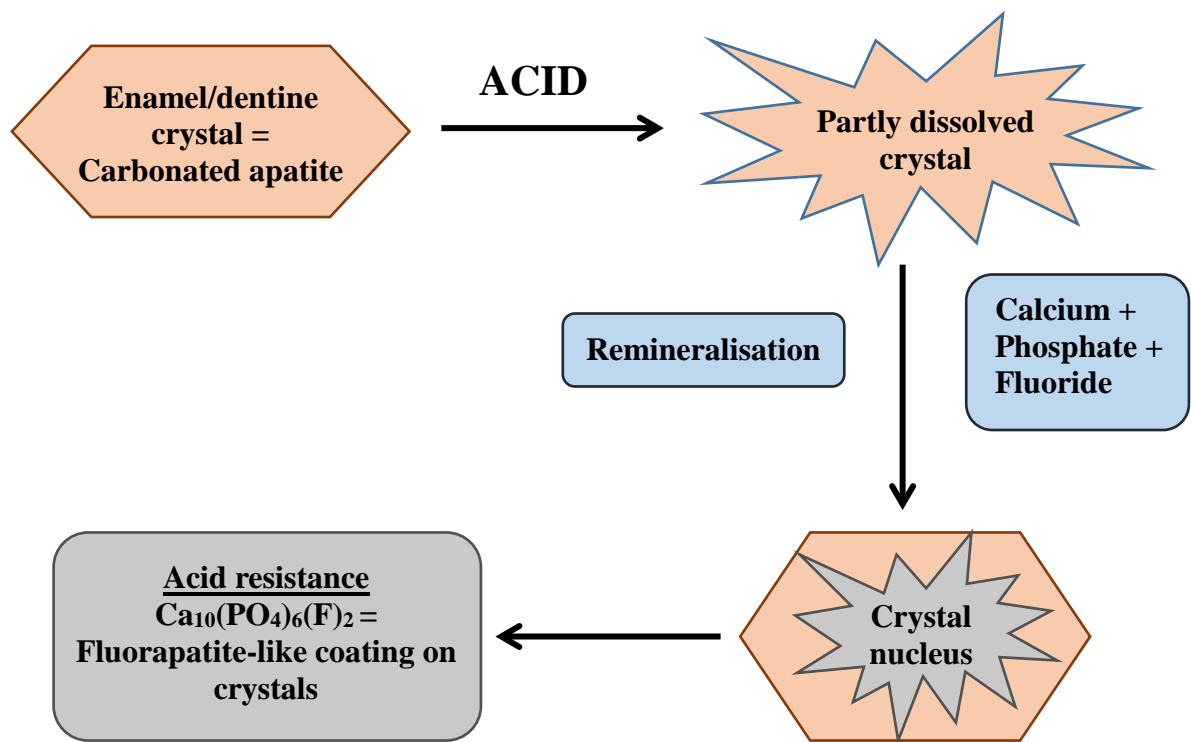 Enamel/dentine
crystal =
Carbonated apatite
ACID
Partly dissolved
crystal
Remineralisation
Calcium +
Phosphate +
Fluoride
Crystal
nucleus
Acid resistance
Ca₁₀(PO₄)₆(F)₂ =
Fluorapatite-like coating on
crystals